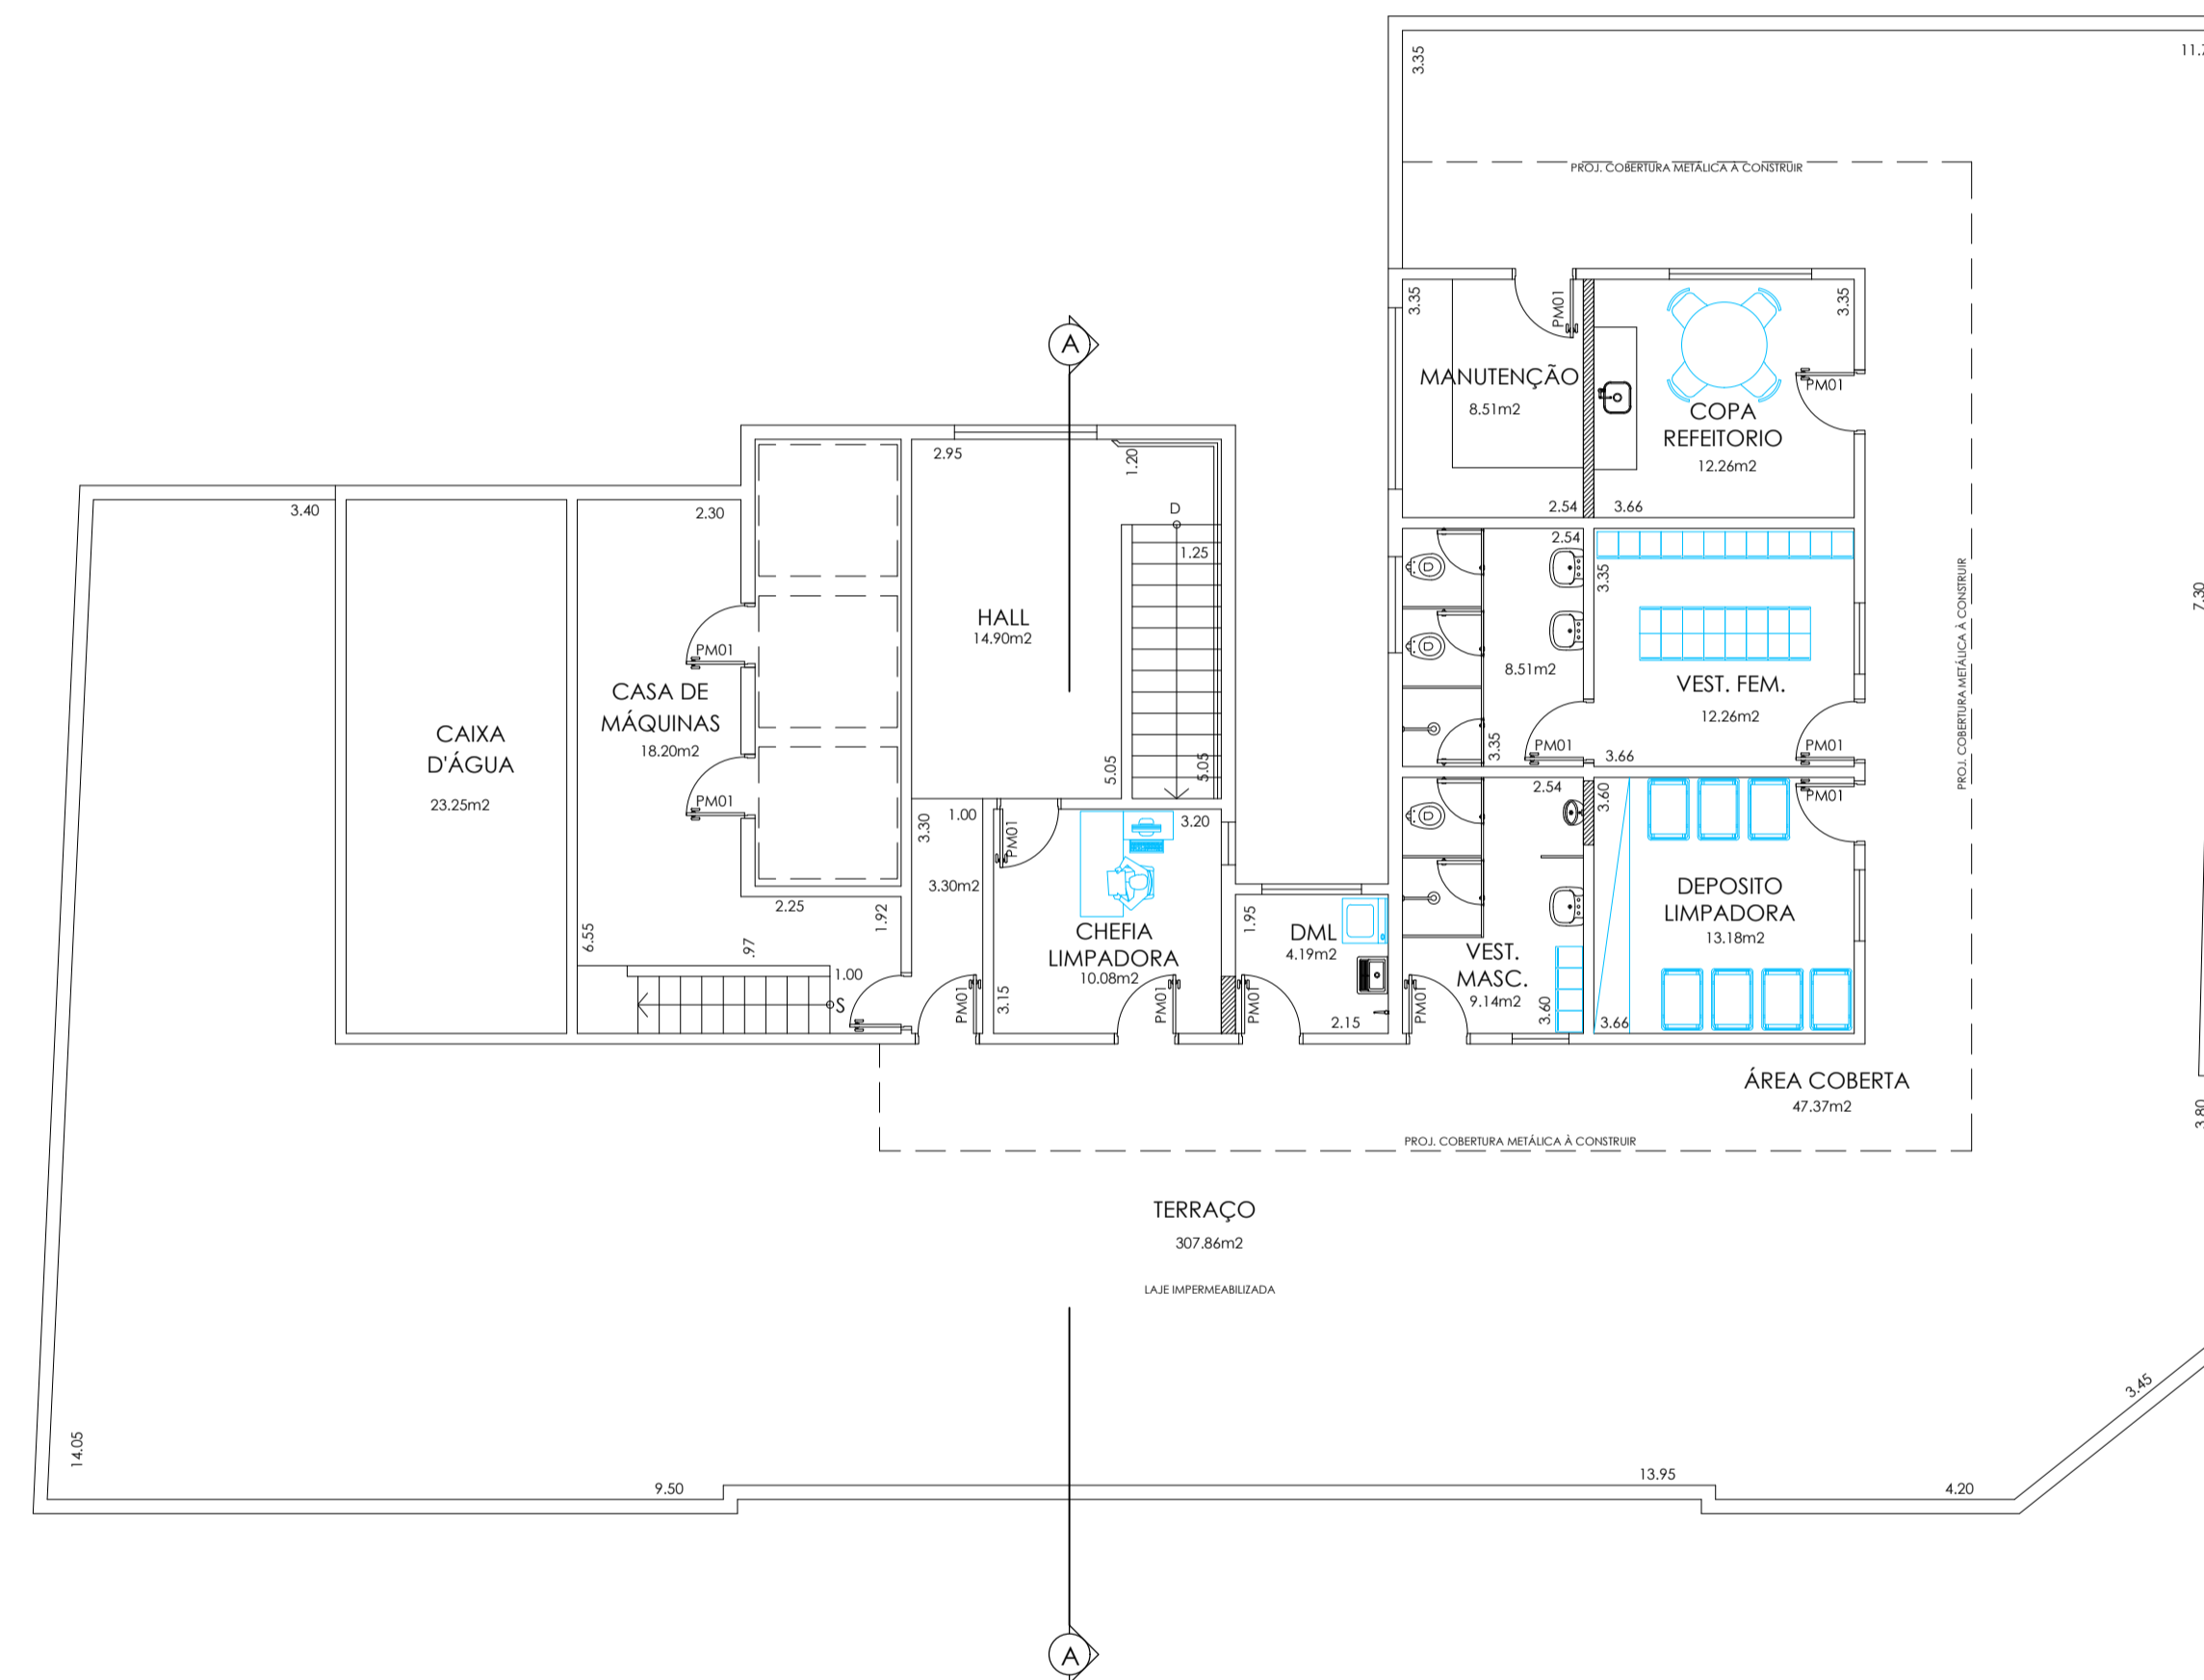 3.35
PROJ. COBERTURA METÁLICA À CONSTRUIR
A
3.35
PM01
3.35
MANUTENÇÃO
8.51m2
PM01
COPA
REFEITORIO
12.26m2
2.95
1.20
3.40
2.30
D
2.54
3.66
1.25
2.54
3.35
PROJ. COBERTURA METÁLICA À CONSTRUIR
7.30
HALL
14.90m2
PM01
8.51m2
VEST. FEM.
12.26m2
CASA DE
MÁQUINAS
18.20m2
CAIXA
D'ÁGUA
23.25m2
5.05
5.05
3.35
PM01
3.66
PM01
PM01
3.30
1.00
PM01
3.20
2.54
3.60
PM01
3.30m2
2.25
1.92
DEPOSITO
LIMPADORA
13.18m2
6.55
.97
CHEFIA
LIMPADORA
10.08m2
1.95
DML
4.19m2
VEST.
MASC.
9.14m2
1.00
S
PM01
3.15
PM01
PM01
2.15
PM01
3.60
3.66
ÁREA COBERTA
47.37m2
3.80
PROJ. COBERTURA METÁLICA À CONSTRUIR
TERRAÇO
307.86m2
LAJE IMPERMEABILIZADA
3.45
14.05
9.50
13.95
4.20
A